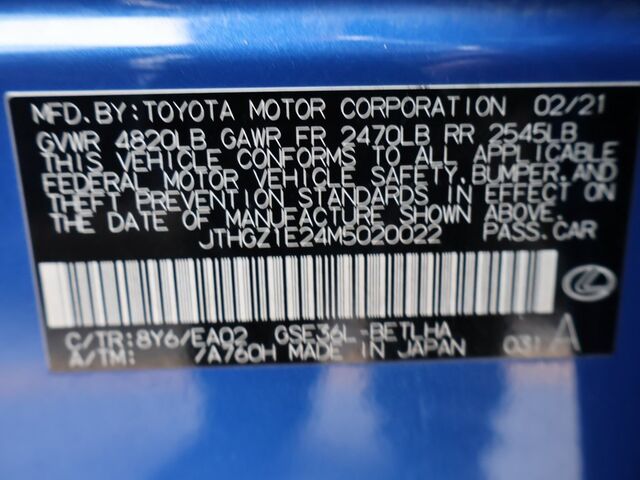 MFD. BY: TOYOTA MOTOR CORPORATION 02/21
GVWR 4820LB GAWR FR 2470LB RR 2545LB
THIS VEHICLE CONFORMS TO ALL APPLICABLE
FEDERAL MOTOR VEHICLE SAFETY, BUMPER, AND
THEFT PREVENTION STANDARDS IN EFFECT ON
THE DATE OF MANUFACTURE SHOWN ABOVE.
JTHGZ1E24M5020022 PASS. CAR
C/TR: 8Y6/EA02 GSE36L-BETLHA
A/TM: /A760H MADE IN JAPAN 031 A